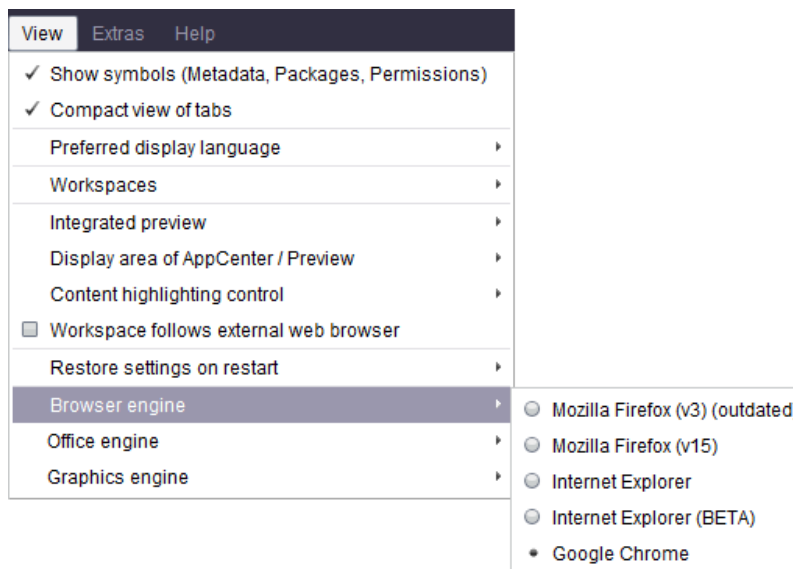 View Extras Help
Show symbols (Metadata, Packages, Permissions)
Compact view of tabs
Preferred display language
Workspaces
Integrated preview
Display area of AppCenter / Preview
Content highlighting control
Workspace follows external web browser
Restore settings on restart
Browser engine
Mozilla Firefox (v3) (outdated
Office engine
Mozilla Firefox (v15)
Graphics engine
Internet Explorer
Internet Explorer (BETA)
Google Chrome